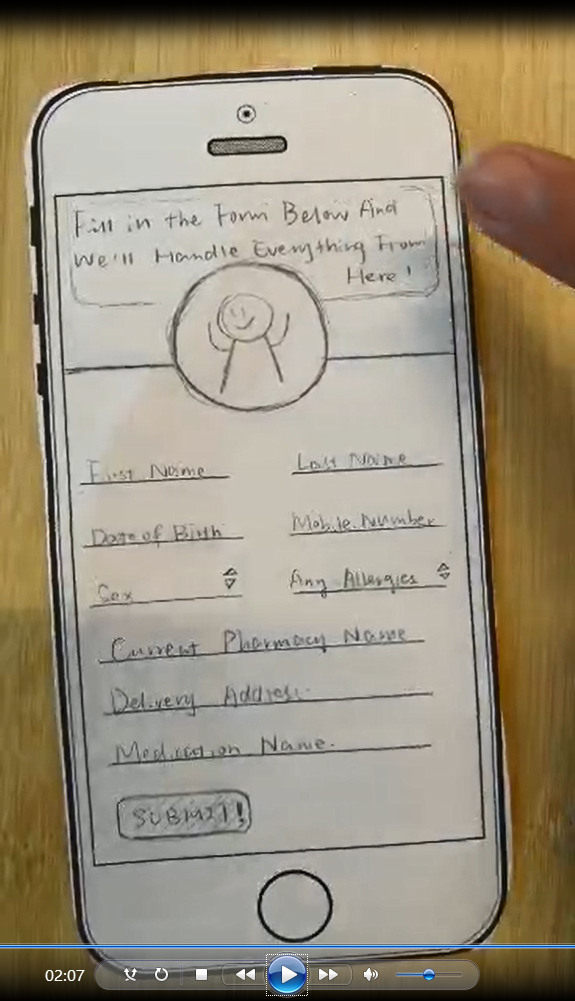 Fill in the Form Below And
We'll Handle Everything From
Here!
First Name
Last Name
Date of Birth
Mobile Number
Sex
Any Allergies
Current Pharmacy Name
Delivery Address
Medication Name
SUBMIT!
02:07